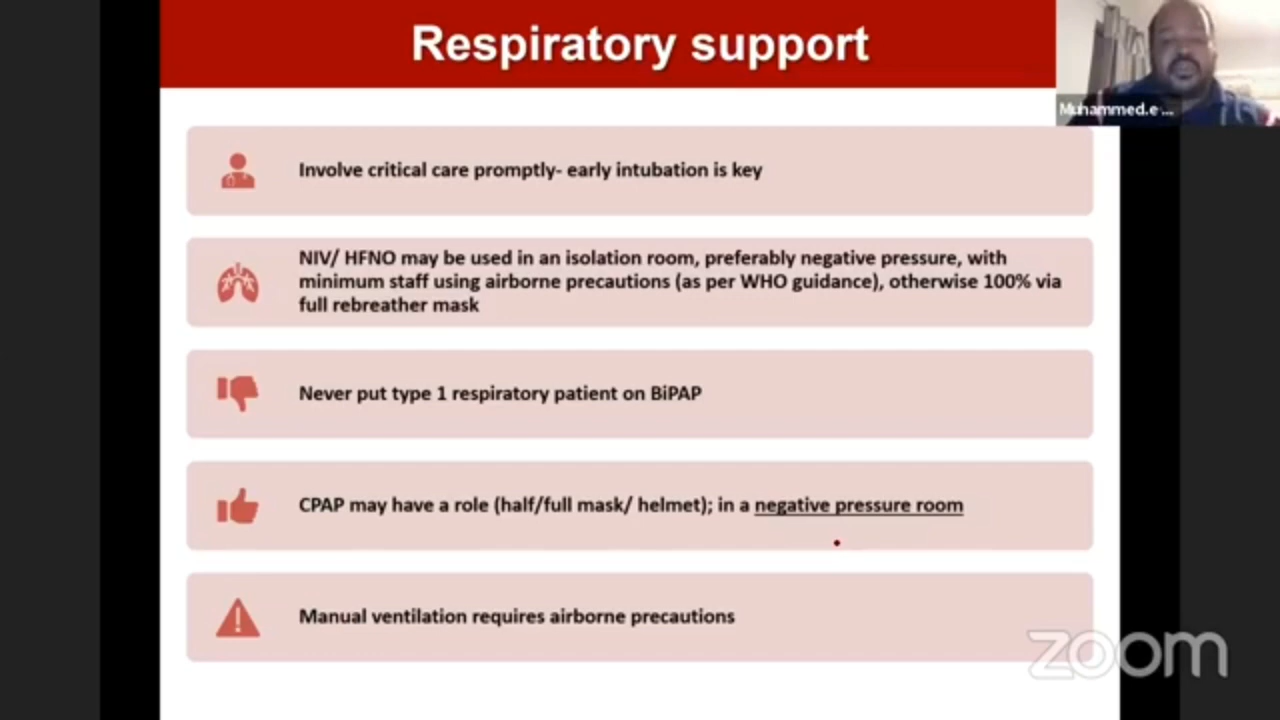 Respiratory support
Muhammed.e ...
Involve critical care promptly- early intubation is key
NIV/ HFNO may be used in an isolation room, preferably negative pressure, with
minimum staff using airborne precautions (as per WHO guidance), otherwise 100% via
full rebreather mask
Never put type 1 respiratory patient on BiPAP
CPAP may have a role (half/full mask/ helmet); in a negative pressure room
Manual ventilation requires airborne precautions
zoom